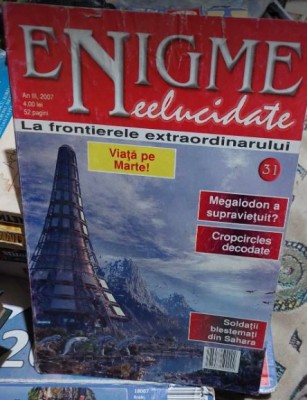 ENIGME
An III, 2007
4,00 lei
52 pagini
Neelucidate
La frontierele extraordinarului
Viață pe
Marte!
31
Megalodon a
supraviețuit?
Cropcircles
decodate
Soldații
blestemați
din Sahara